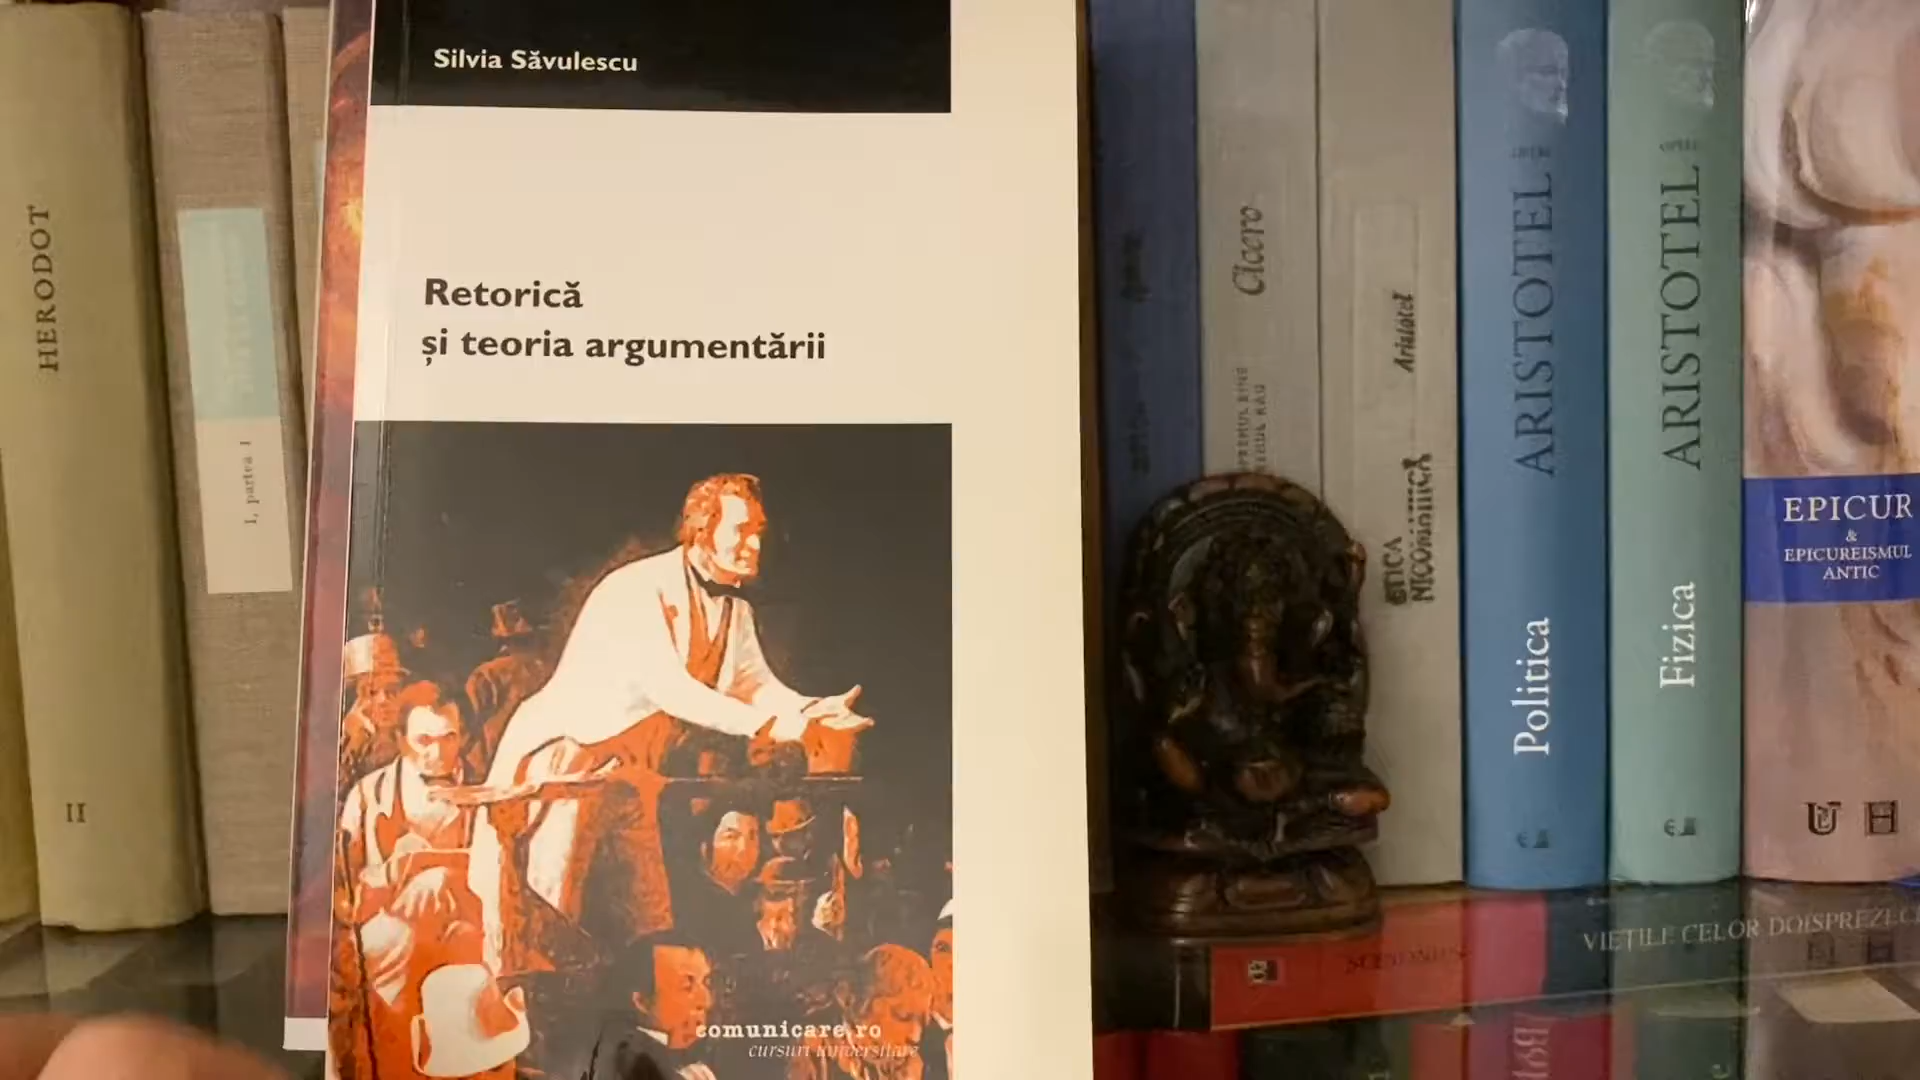 HERODOT
II
I, partea I
Silvia Săvulescu
Retorică
și teoria argumentării
comunicare.ro
cursuri universitare
Cicero
Aristotel
ETICA
NICOMAHICĂ
ARISTOTEL
Politica
ARISTOTEL
Fizica
EPICUR
&
EPICUREISMUL
ANTIC
VIEȚILE CELOR DOISPREZECE